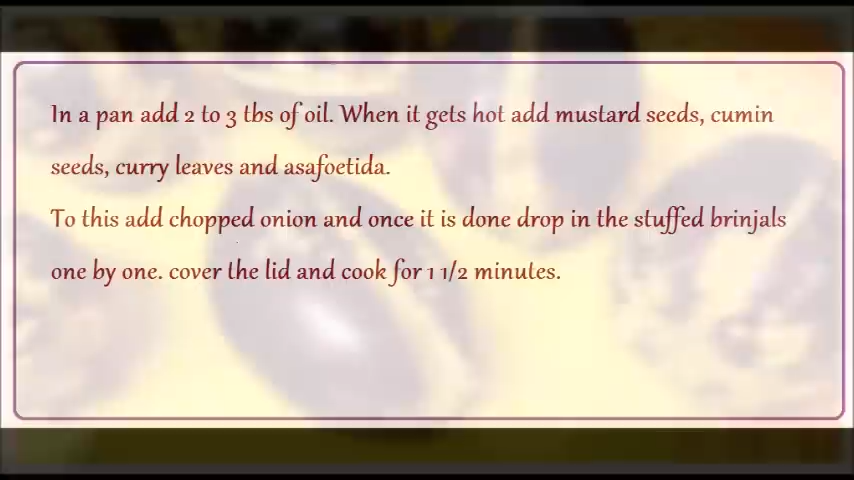 In a pan add 2 to 3 tbs of oil. When it gets hot add mustard seeds, cumin
seeds, curry leaves and asafoetida.
To this add chopped onion and once it is done drop in the stuffed brinjals
one by one. cover the lid and cook for 1 1/2 minutes.